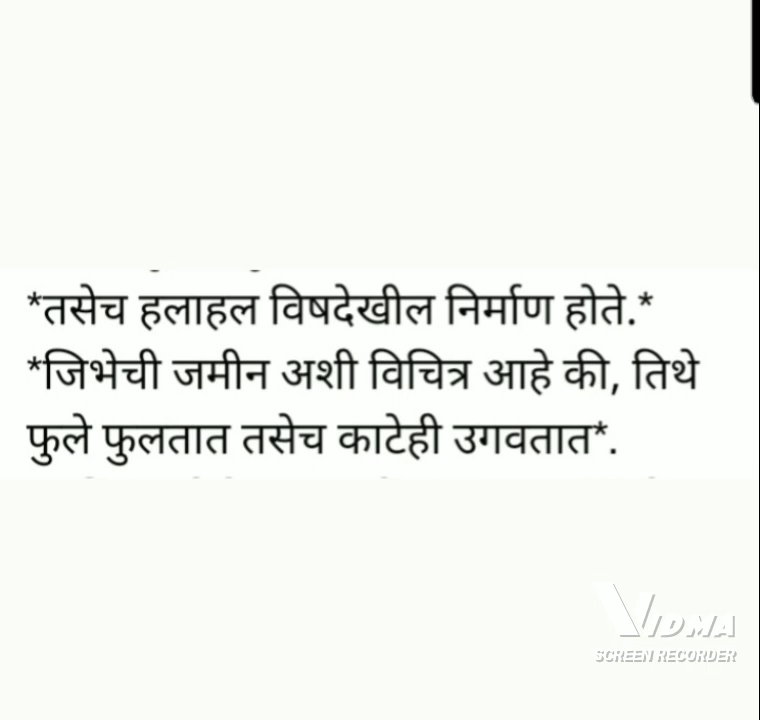 *तसेच हलाहल विषदेखील निर्माण होते.*
*जिभेची जमीन अशी विचित्र आहे की, तिथे
फुले फुलतात तसेच काटेही उगवतात*.
VIDMA
SCREEN RECORDER